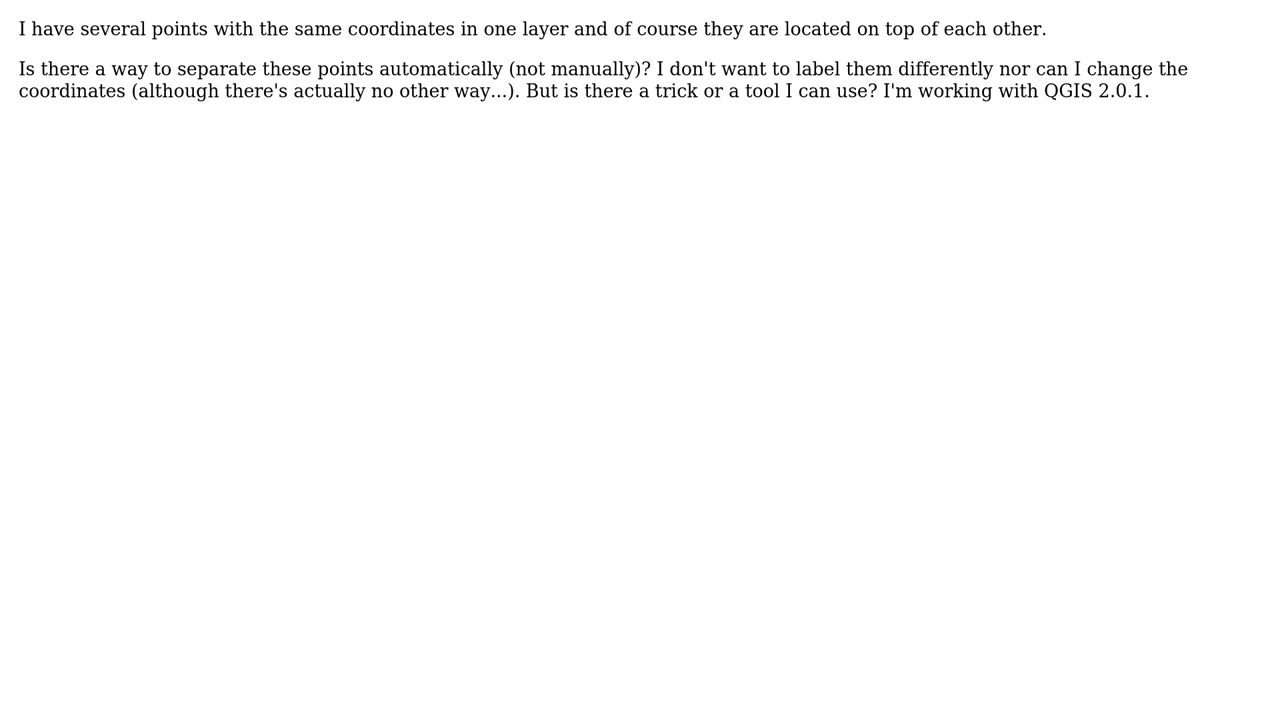 I have several points with the same coordinates in one layer and of course they are located on top of each other.
Is there a way to separate these points automatically (not manually)? I don't want to label them differently nor can I change the
coordinates (although there's actually no other way...). But is there a trick or a tool I can use? I'm working with QGIS 2.0.1.